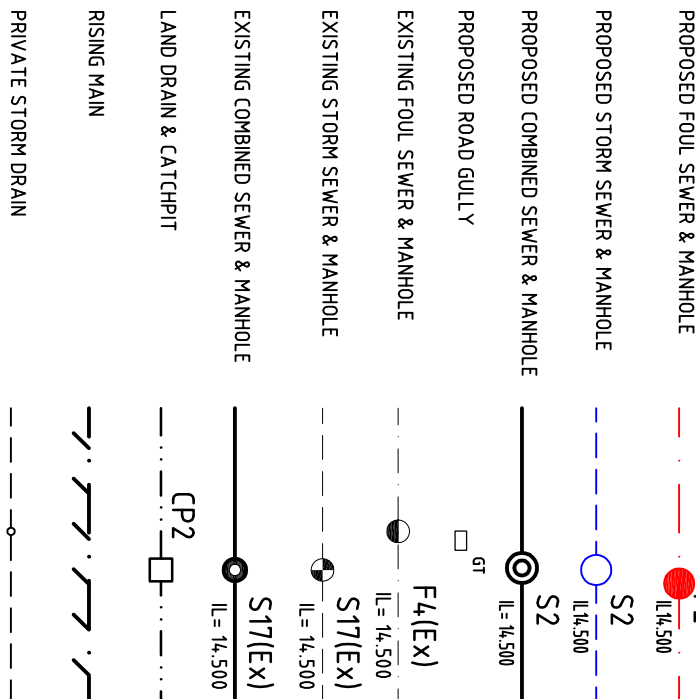 PROPOSED FOUL SEWER & MANHOLE
IL14.500
PROPOSED STORM SEWER & MANHOLE
S2
IL14.500
PROPOSED COMBINED SEWER & MANHOLE
S2
IL= 14.500
PROPOSED ROAD GULLY
GT
EXISTING FOUL SEWER & MANHOLE
F4(Ex)
IL= 14.500
EXISTING STORM SEWER & MANHOLE
S17(Ex)
IL= 14.500
EXISTING COMBINED SEWER & MANHOLE
S17(Ex)
IL= 14.500
LAND DRAIN & CATCHPIT
CP2
RISING MAIN
PRIVATE STORM DRAIN